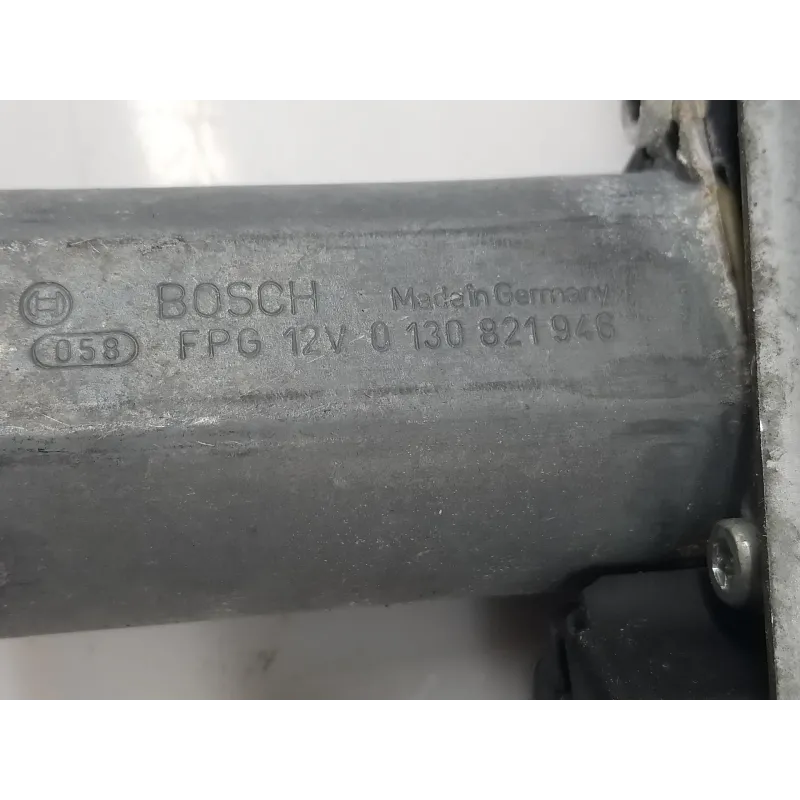 BOSCH Made in Germany
058 FPG 12V 0 130 821 946